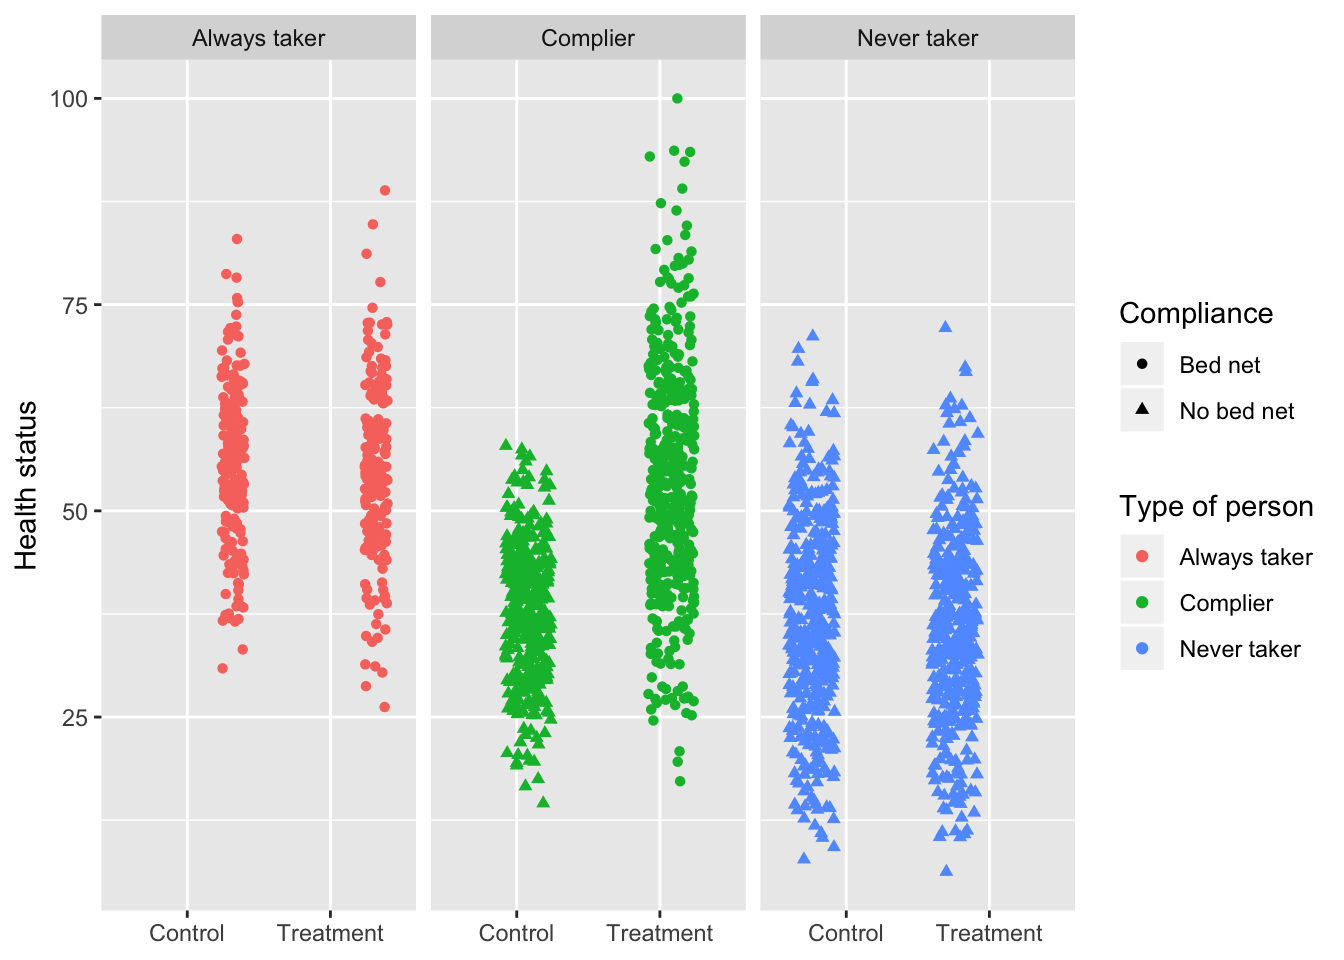 Always taker
Complier
Never taker
100
75
50
25
Health status
Control
Treatment
Control
Treatment
Control
Treatment
Compliance
Bed net
No bed net
Type of person
Always taker
Complier
Never taker